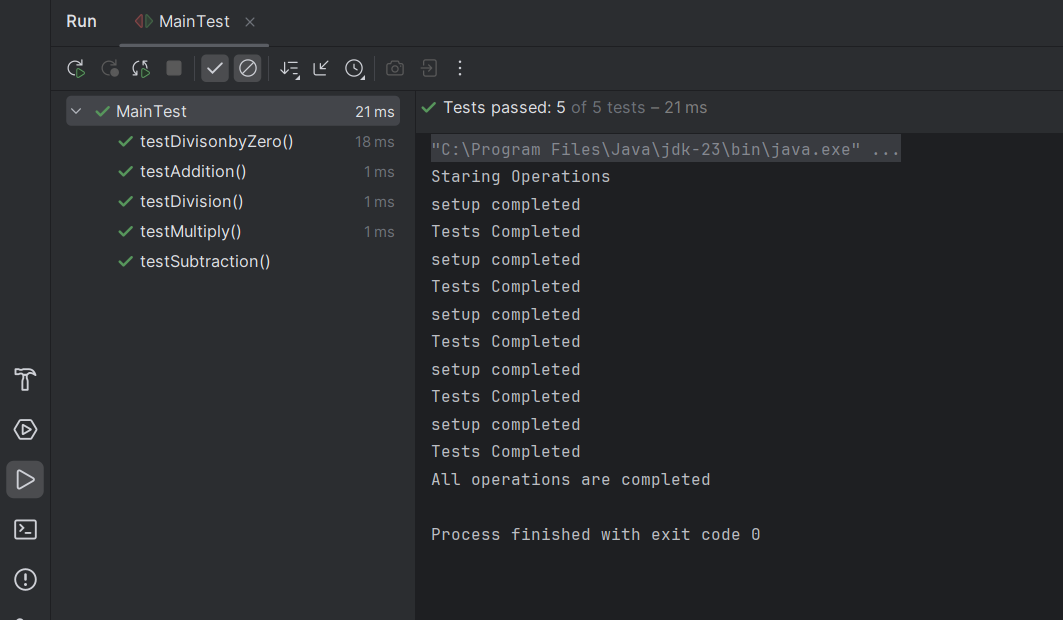 Run MainTest
MainTest 21 ms
testDivisonbyZero() 18 ms
testAddition() 1 ms
testDivision() 1 ms
testMultiply() 1 ms
testSubtraction()
Tests passed: 5 of 5 tests – 21 ms
"C:\Program Files\Java\jdk-23\bin\java.exe" ...
Staring Operations
setup completed
Tests Completed
setup completed
Tests Completed
setup completed
Tests Completed
setup completed
Tests Completed
setup completed
Tests Completed
All operations are completed
Process finished with exit code 0